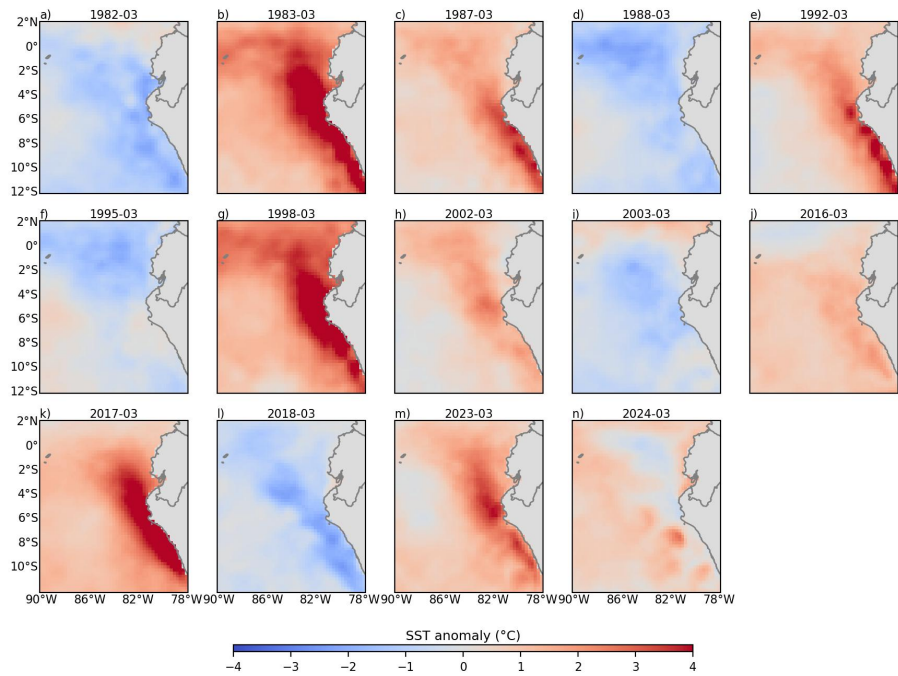 a) 1982-03 b) 1983-03 c) 1987-03 d) 1988-03 e) 1992-03
2°N
0°
2°S
4°S
6°S
8°S
10°S
12°S
f) 1995-03 g) 1998-03 h) 2002-03 i) 2003-03 j) 2016-03
2°N
0°
2°S
4°S
6°S
8°S
10°S
12°S
k) 2017-03 l) 2018-03 m) 2023-03 n) 2024-03
2°N
0°
2°S
4°S
6°S
8°S
10°S
90°W 86°W 82°W 78°W 90°W 86°W 82°W 78°W 90°W 86°W 82°W 78°W 90°W 86°W 82°W 78°W
SST anomaly (°C)
−4 −3 −2 −1 0 1 2 3 4